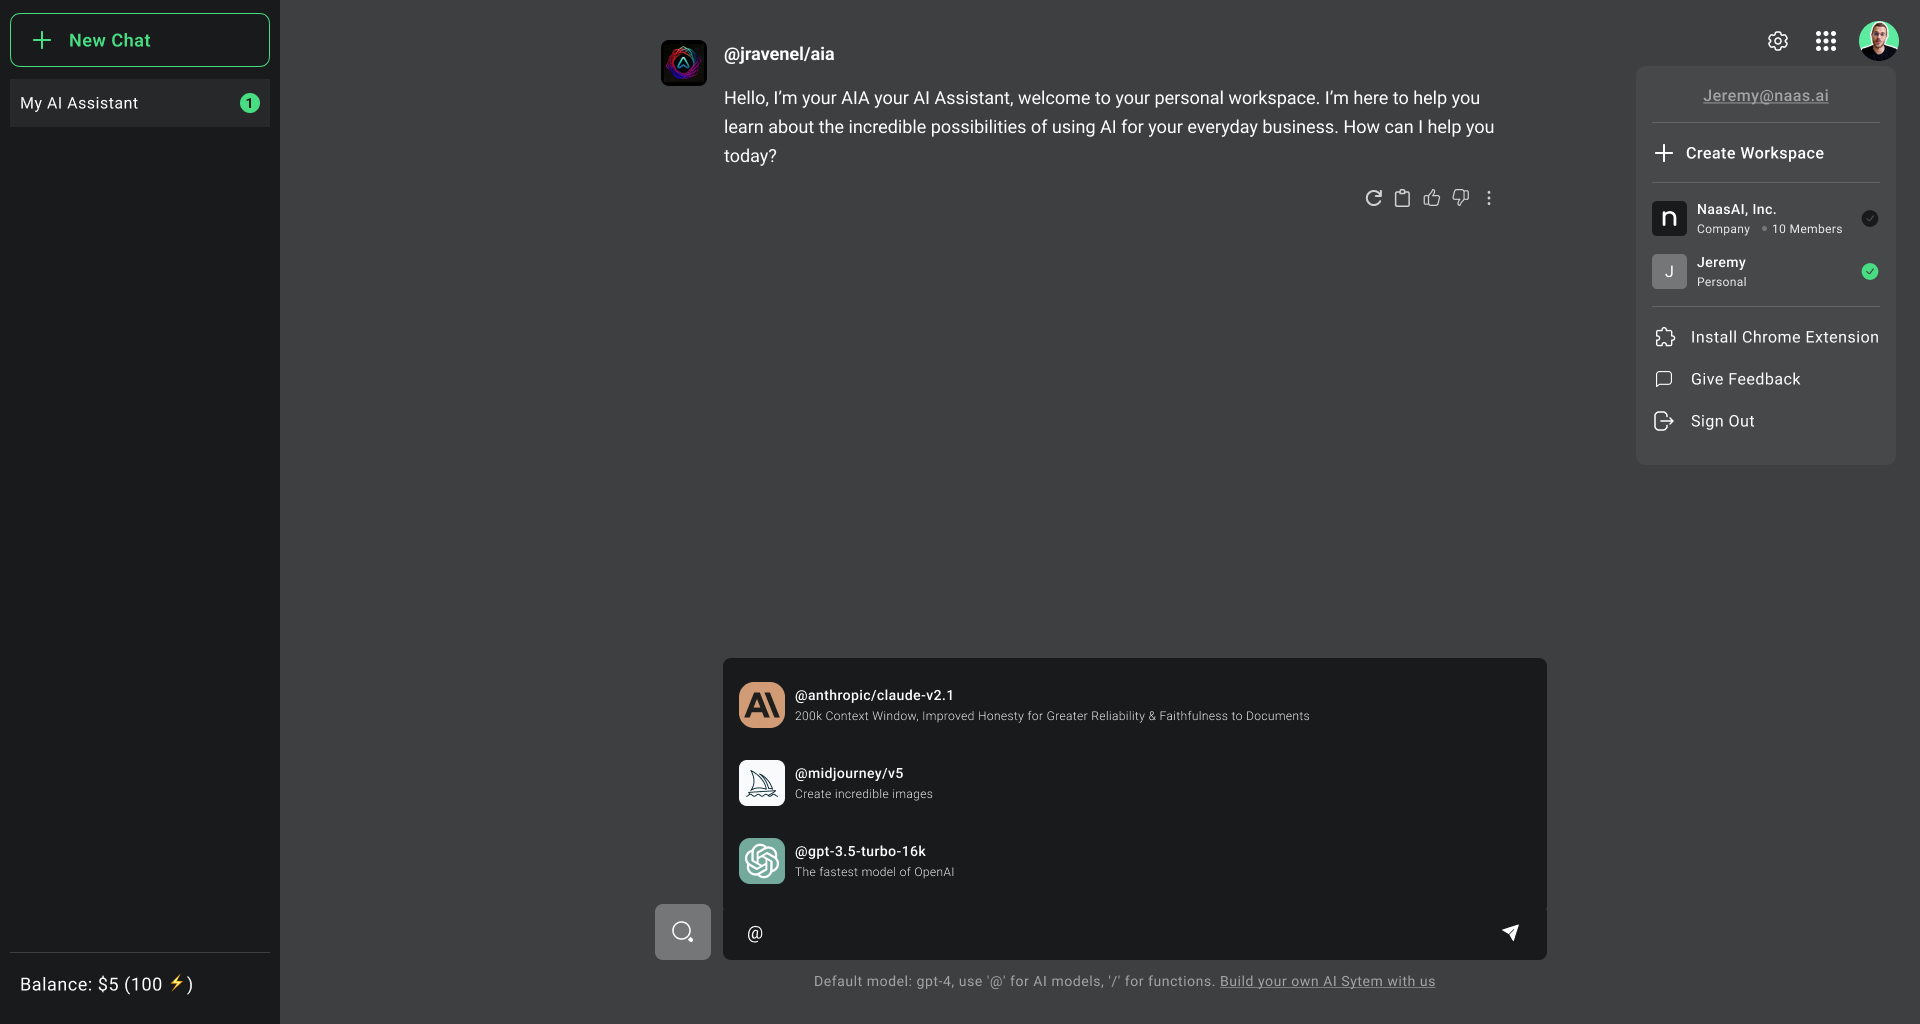 New Chat
My AI Assistant
1
Balance: $5 (100 ⚡)
@jravenel/aia
Hello, I’m your AIA your AI Assistant, welcome to your personal workspace. I’m here to help you
learn about the incredible possibilities of using AI for your everyday business. How can I help you
today?
@anthropic/claude-v2.1
200k Context Window, Improved Honesty for Greater Reliability & Faithfulness to Documents
@midjourney/v5
Create incredible images
@gpt-3.5-turbo-16k
The fastest model of OpenAI
@
Default model: gpt-4, use '@' for AI models, '/' for functions. Build your own AI Sytem with us
Jeremy@naas.ai
Create Workspace
n
NaasAI, Inc.
Company • 10 Members
J
Jeremy
Personal
Install Chrome Extension
Give Feedback
Sign Out